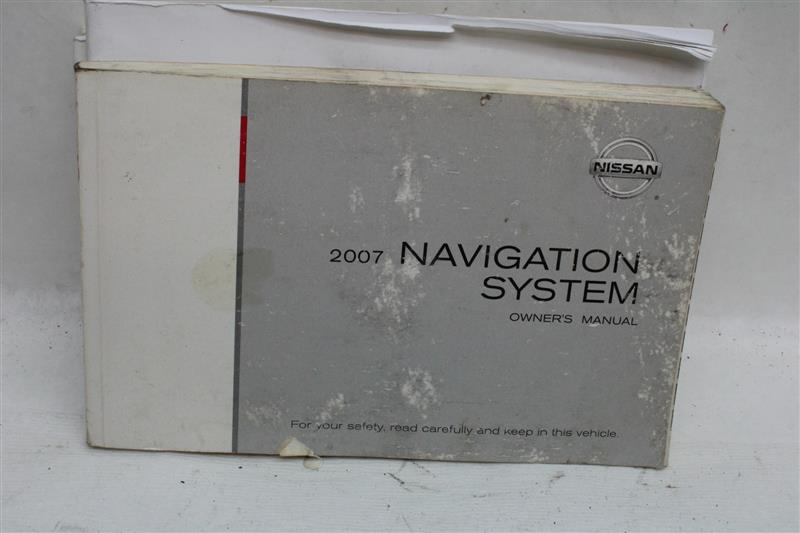 NISSAN
2007 NAVIGATION
SYSTEM
OWNER'S MANUAL
For your safety, read carefully and keep in this vehicle.